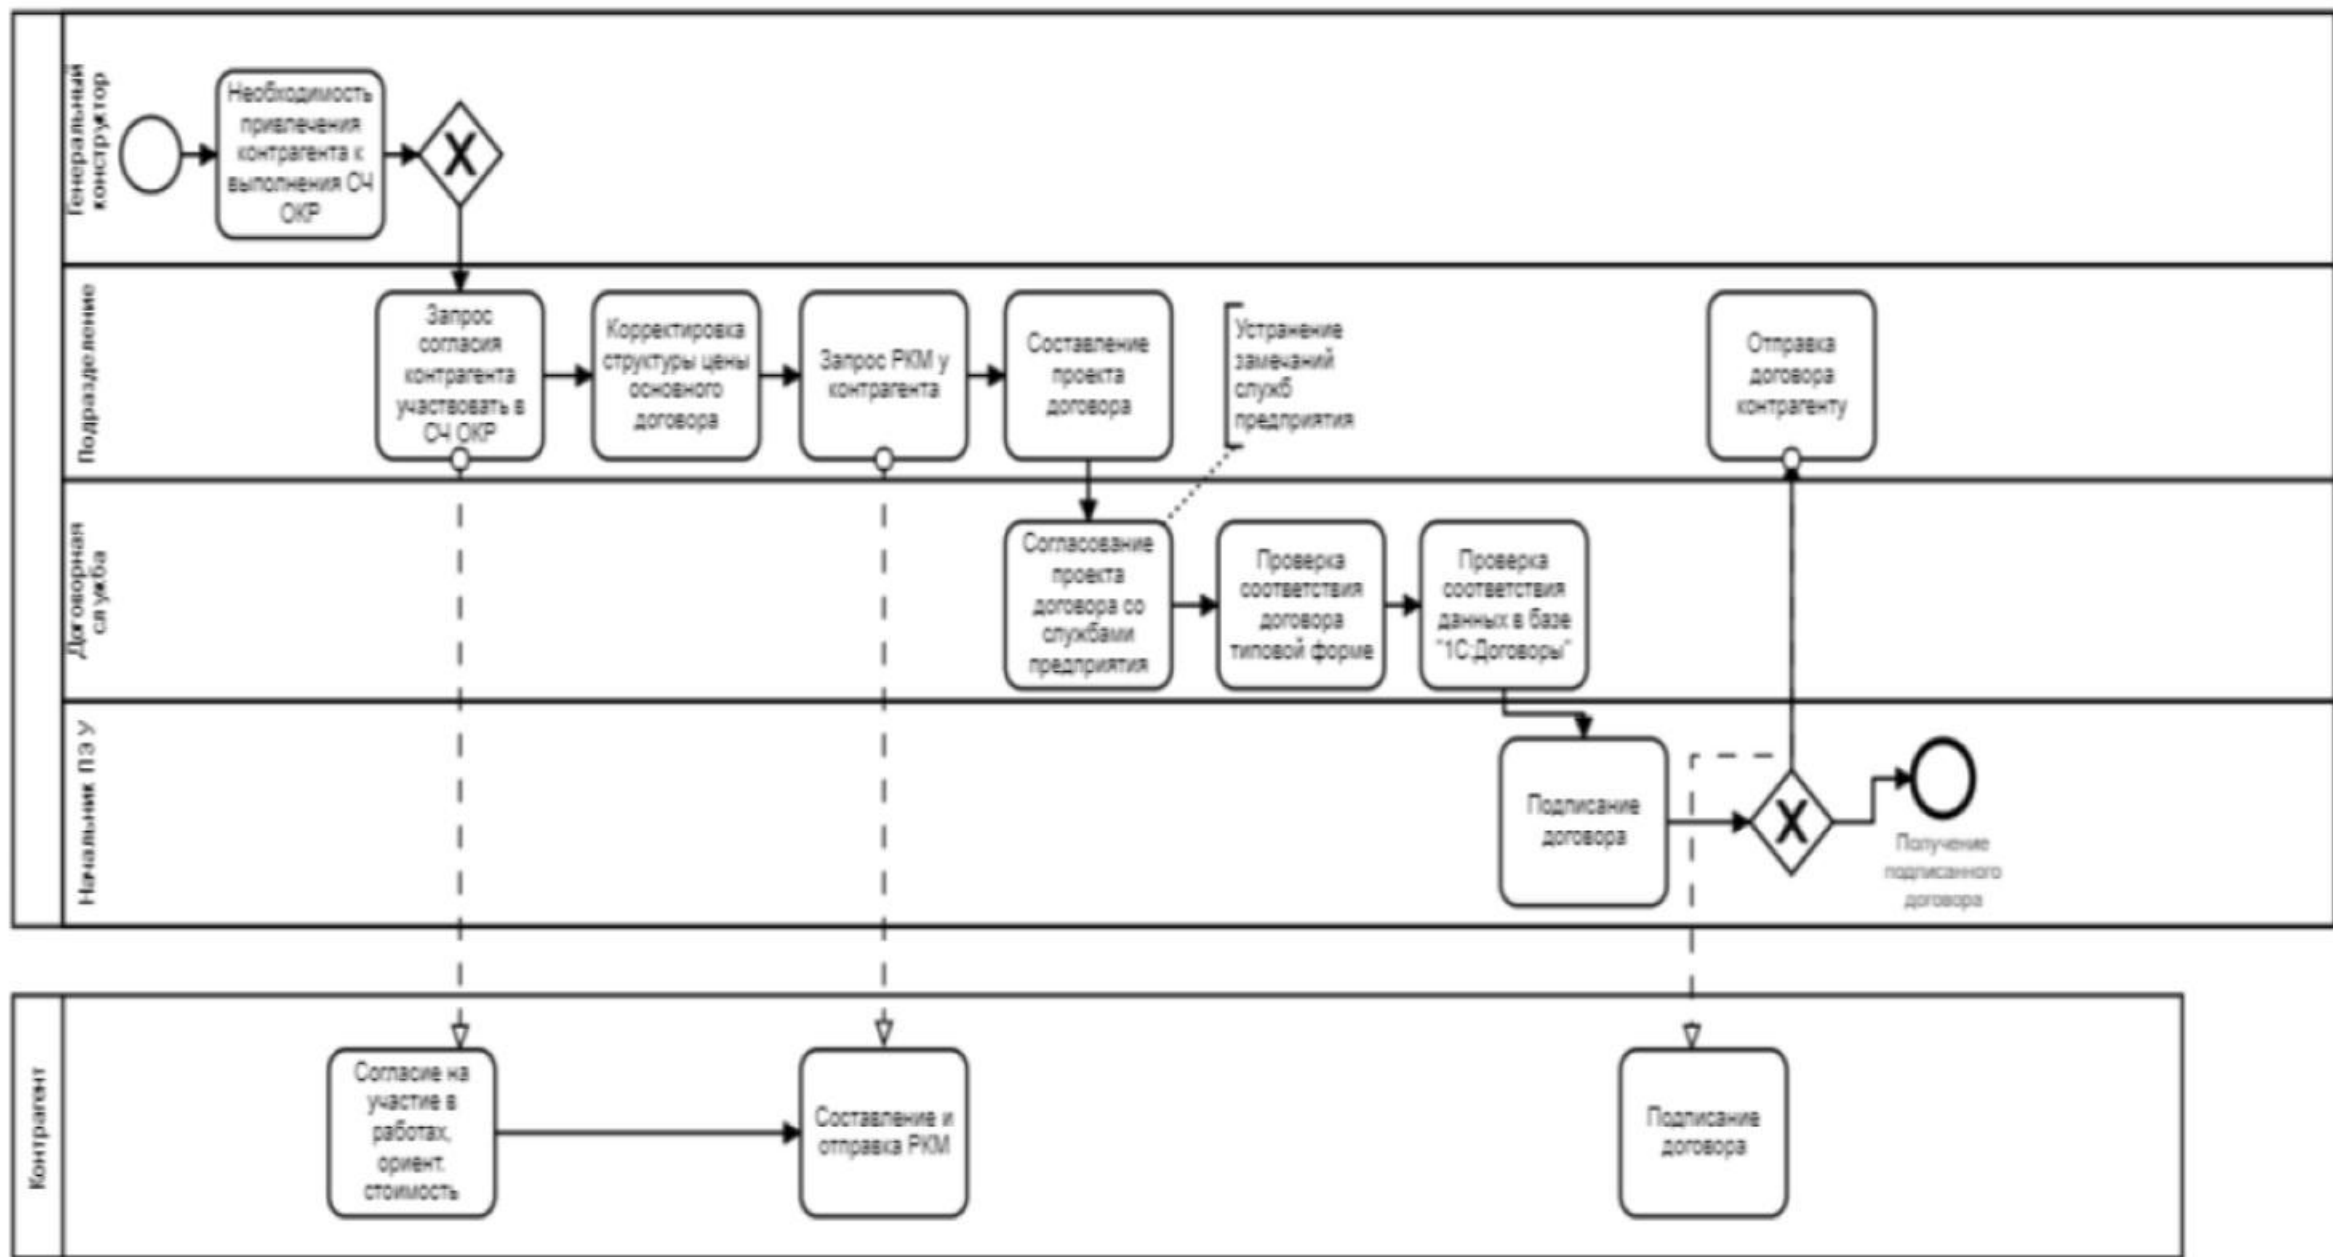 Генеральный
конструктор
Необходимость
привлечения
контрагента к
выполнения СЧ
ОКР
X
Подразделение
Запрос
согласия
контрагента
участвовать в
СЧ ОКР
Корректировка
структуры цены
основного
договора
Запрос РКМ у
контрагента
Составление
проекта
договора
Устранение
замечаний
служб
предприятия
Отправка
договора
контрагенту
Договорная
служба
Согласование
проекта
договора со
службами
предприятия
Проверка
соответствия
договора
типовой форме
Проверка
соответствия
данных в базе
"1С:Договоры"
Начальник ПЭУ
Подписание
договора
X
Получение
подписанного
договора
Контрагент
Согласие на
участие в
работах,
ориент.
стоимость
Составление и
отправка РКМ
Подписание
договора